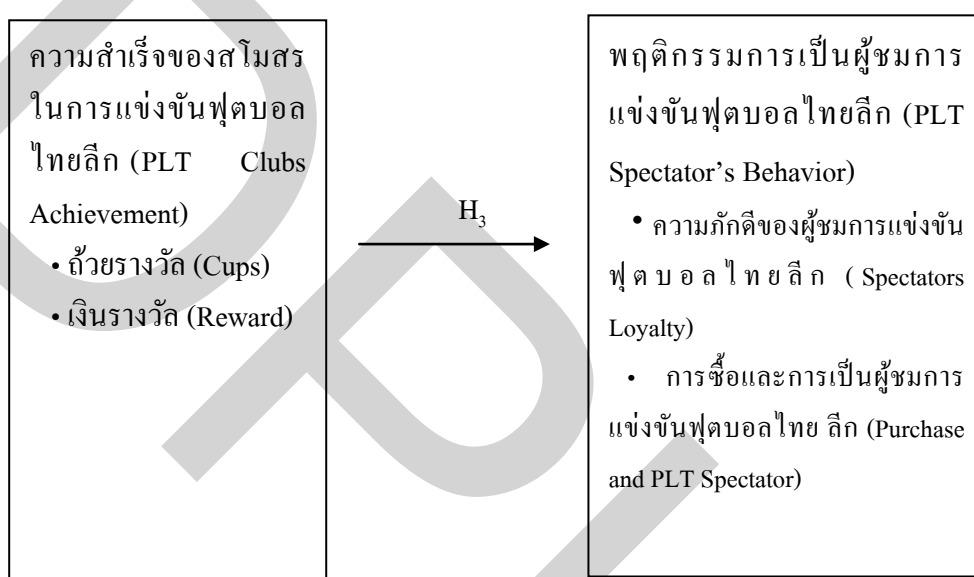 ความสำเร็จของสโมสร
ในการแข่งขันฟุตบอล
ไทยลีก (PLT Clubs
Achievement)
• ถ้วยรางวัล (Cups)
• เงินรางวัล (Reward)
H3
พฤติกรรมการเป็นผู้ชมการ
แข่งขันฟุตบอลไทยลีก (PLT
Spectator’s Behavior)
• ความภักดีของผู้ชมการแข่งขัน
ฟุตบอลไทยลีก ( Spectators
Loyalty)
• การซื้อและการเป็นผู้ชมการ
แข่งขันฟุตบอลไทย ลีก (Purchase
and PLT Spectator)